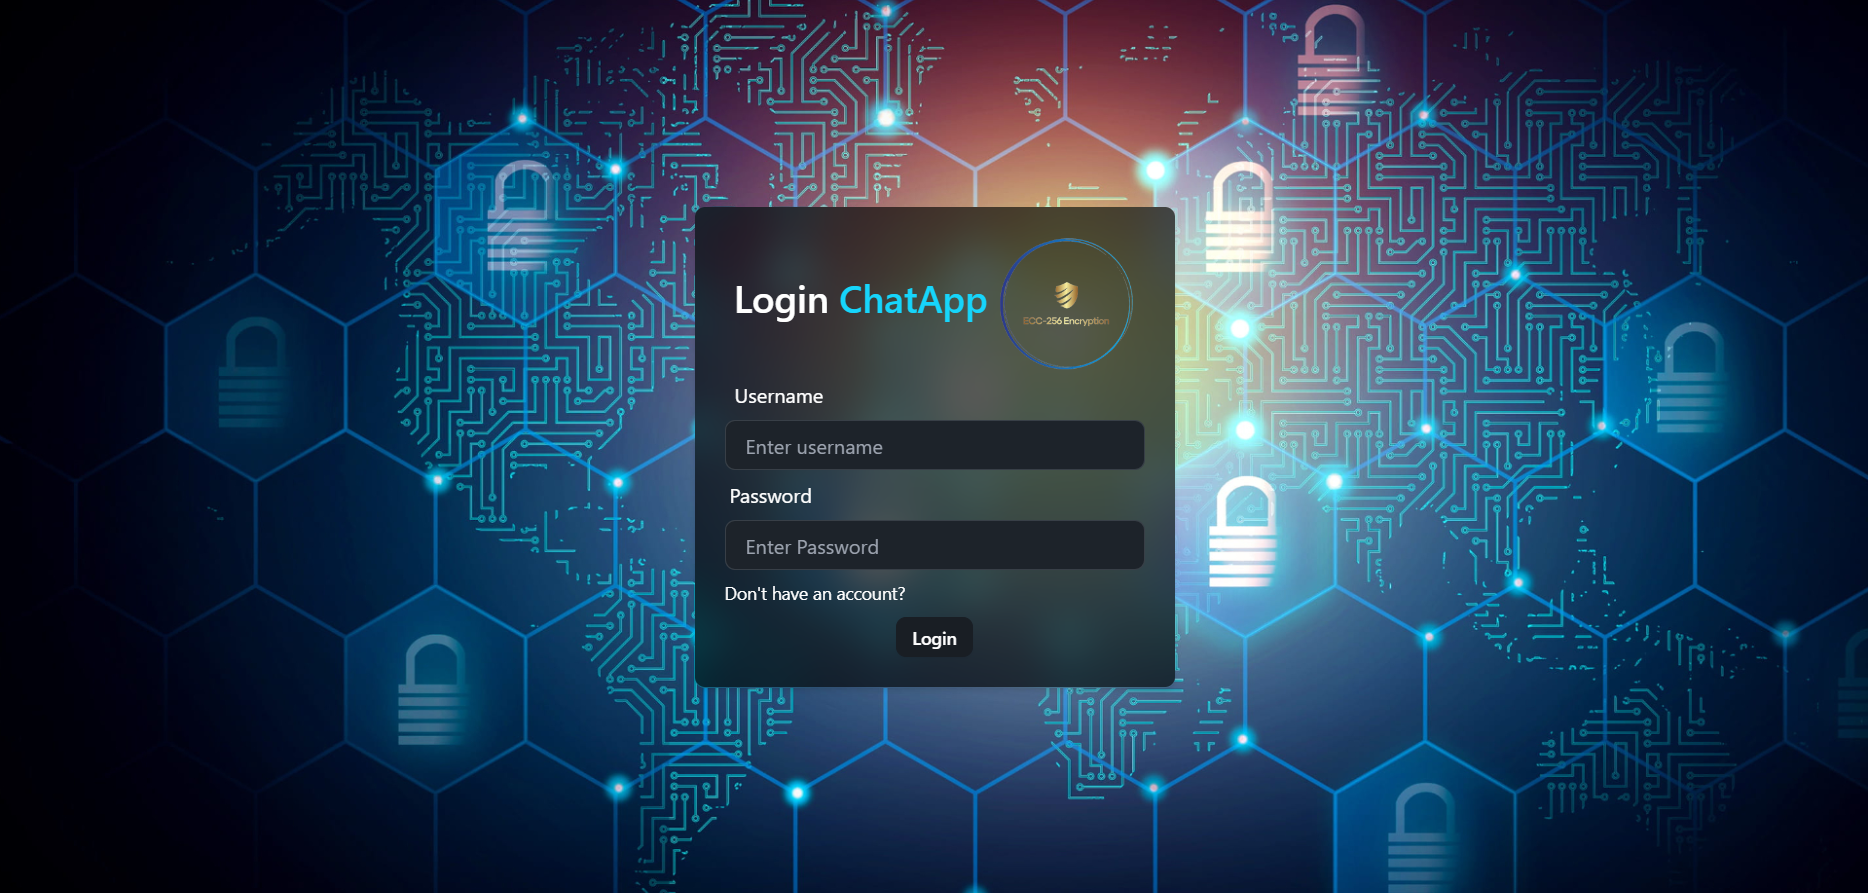 Login ChatApp
ECC-256 Encryption
Username
Enter username
Password
Enter Password
Don't have an account?
Login